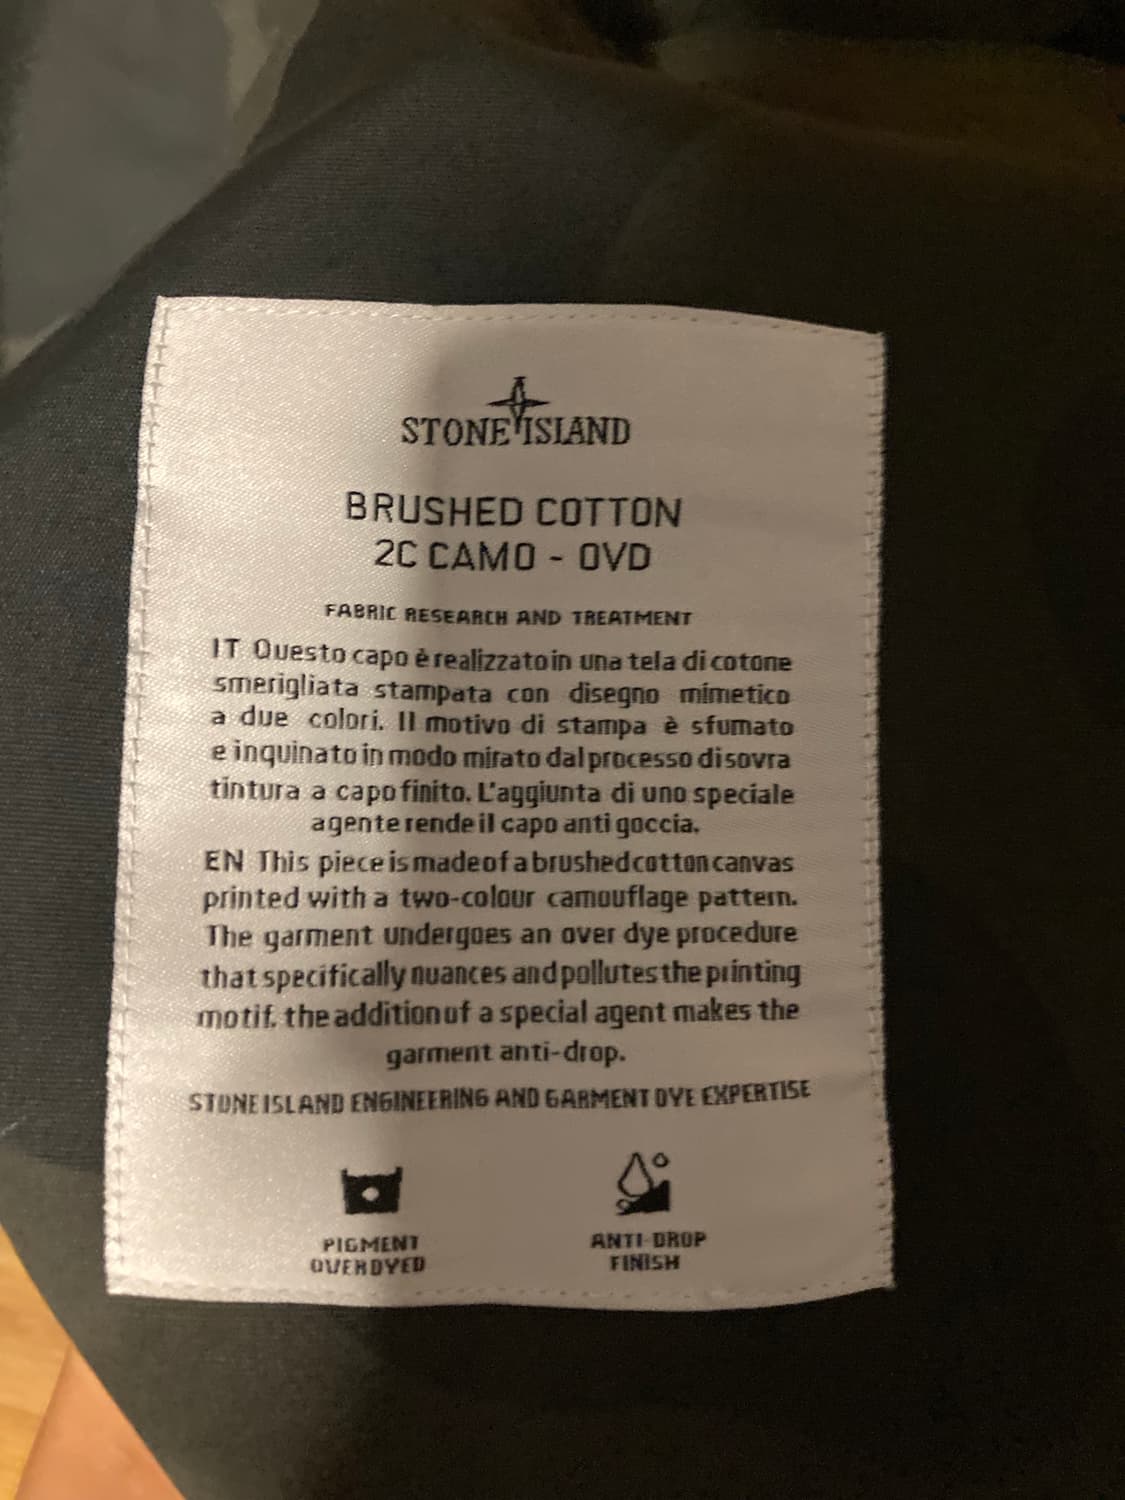 STONE ISLAND
BRUSHED COTTON
2C CAMO - OVD
FABRIC RESEARCH AND TREATMENT
IT Questo capo è realizzato in una tela di cotone
smerigliata stampata con disegno mimetico
a due colori. Il motivo di stampa è sfumato
e inquinato in modo mirato dal processo di sovra
tintura a capo finito. L'aggiunta di uno speciale
agente rende il capo anti goccia.
EN This piece is made of a brushed cotton canvas
printed with a two-colour camouflage pattern.
The garment undergoes an over dye procedure
that specifically nuances and pollutes the printing
motif. the addition of a special agent makes the
garment anti-drop.
STONE ISLAND ENGINEERING AND GARMENT DYE EXPERTISE
PIGMENT
OVERDYED
ANTI-DROP
FINISH